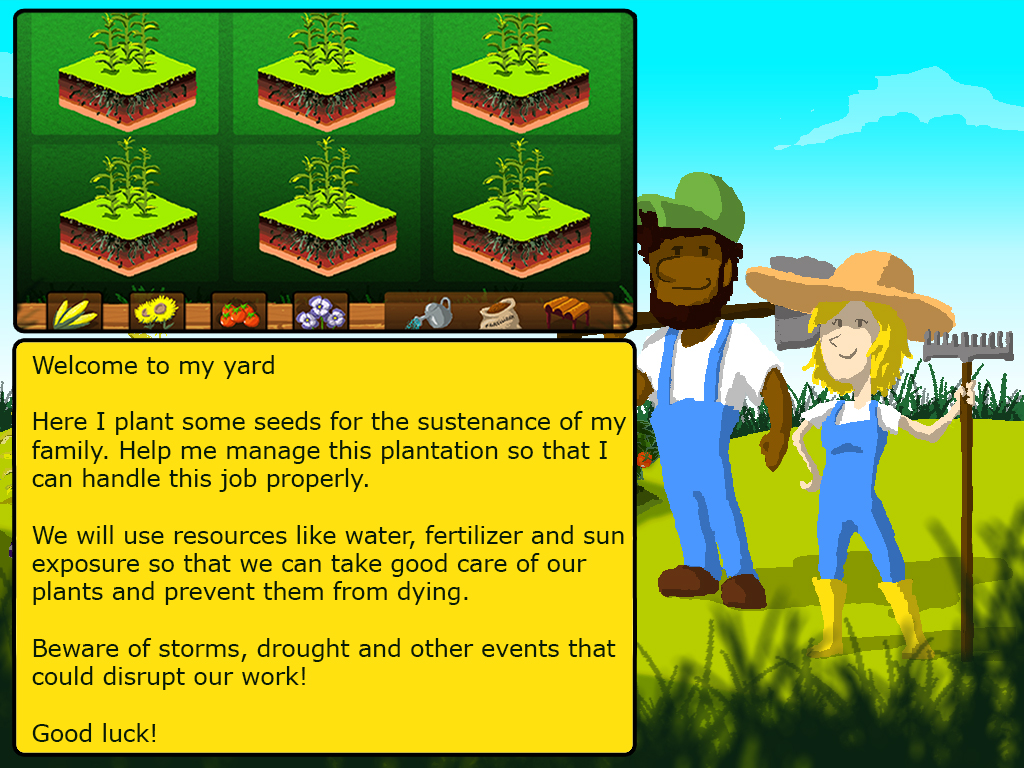 Welcome to my yard
Here I plant some seeds for the sustenance of my
family. Help me manage this plantation so that I
can handle this job properly.
We will use resources like water, fertilizer and sun
exposure so that we can take good care of our
plants and prevent them from dying.
Beware of storms, drought and other events that
could disrupt our work!
Good luck!